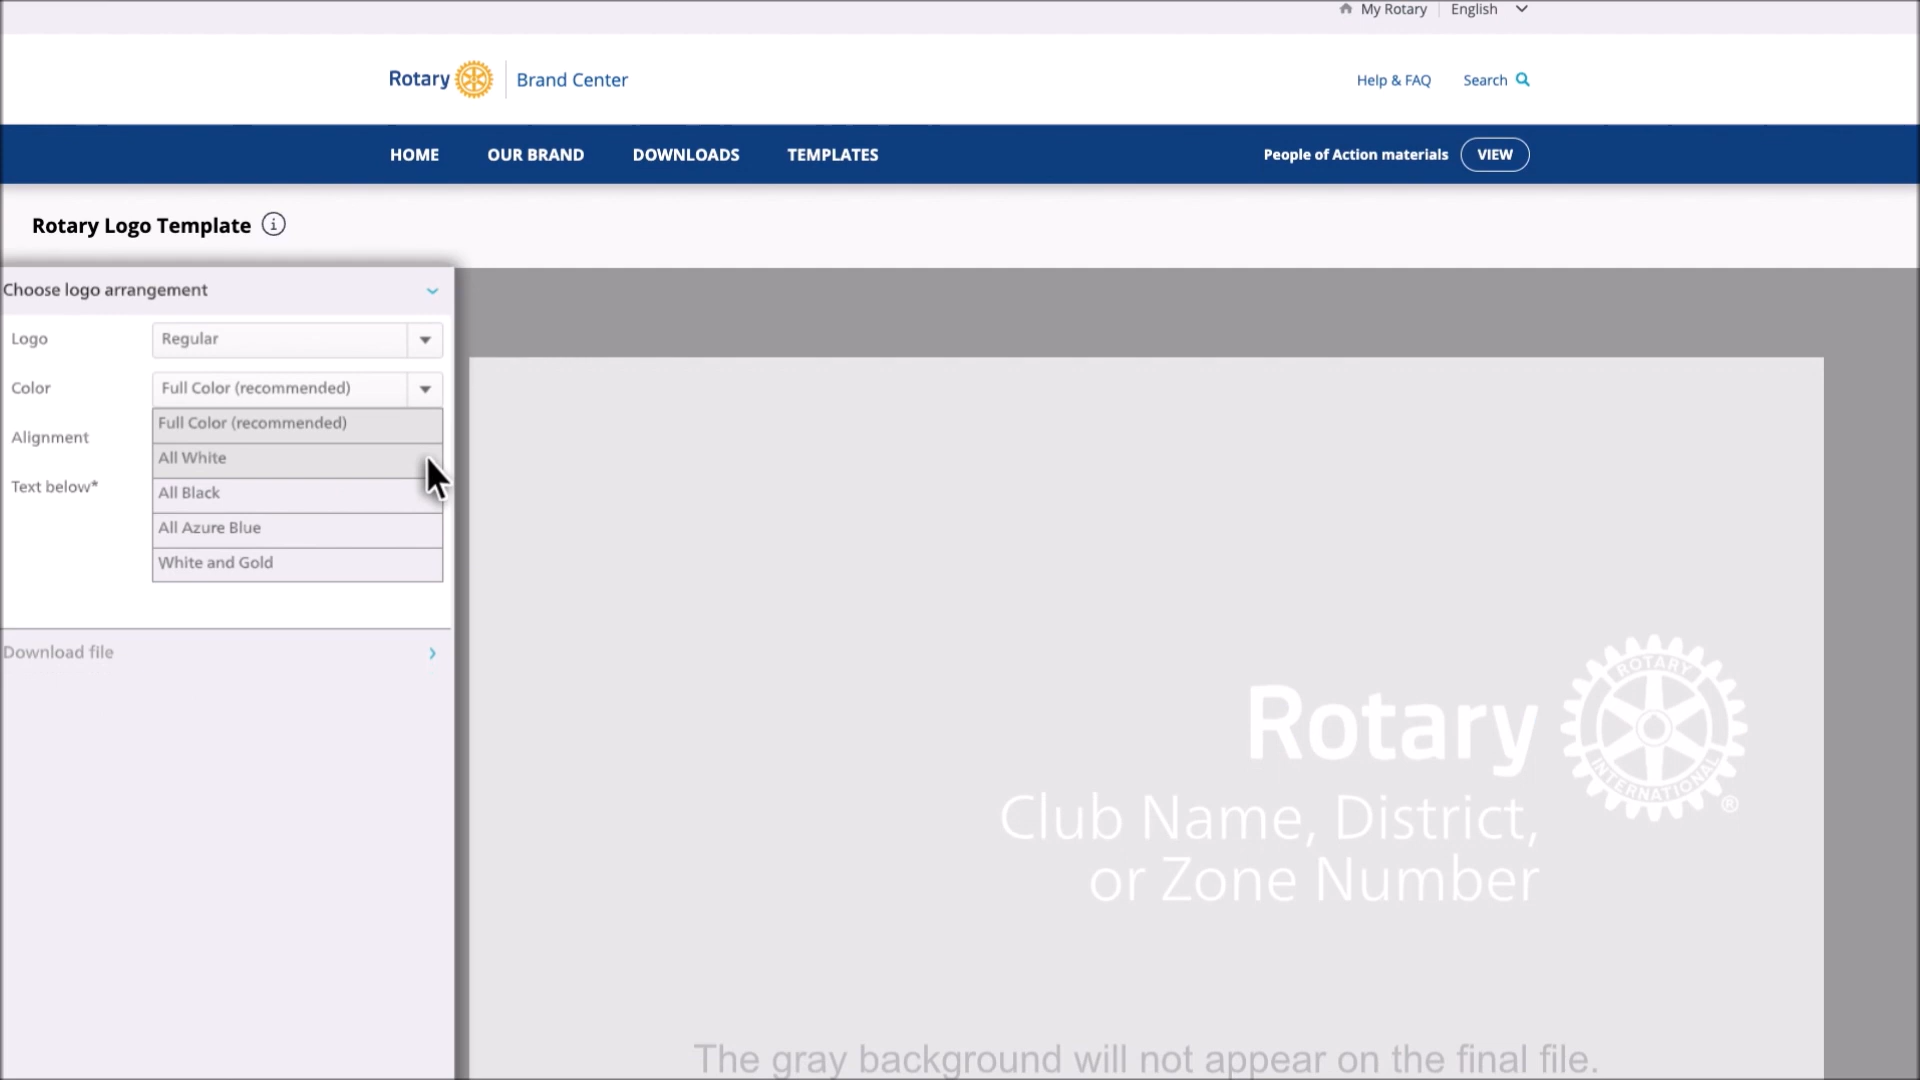 My Rotary
English
Rotary
Brand Center
Help & FAQ
Search
HOME
OUR BRAND
DOWNLOADS
TEMPLATES
People of Action materials
VIEW
Rotary Logo Template
Choose logo arrangement
Logo
Regular
Color
Full Color (recommended)
Full Color (recommended)
Alignment
All White
Text below*
All Black
All Azure Blue
White and Gold
Download file
Rotary
ROTARY
INTERNATIONAL
®
Club Name, District,
or Zone Number
The gray background will not appear on the final file.